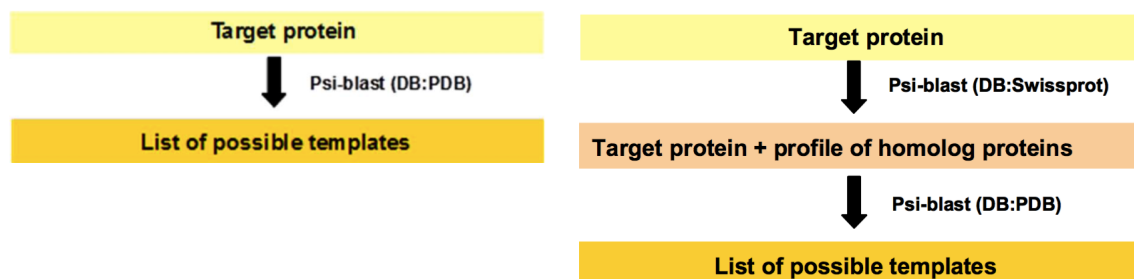 Target protein
Psi-blast (DB:PDB)
List of possible templates
Target protein
Psi-blast (DB:Swissprot)
Target protein + profile of homolog proteins
Psi-blast (DB:PDB)
List of possible templates